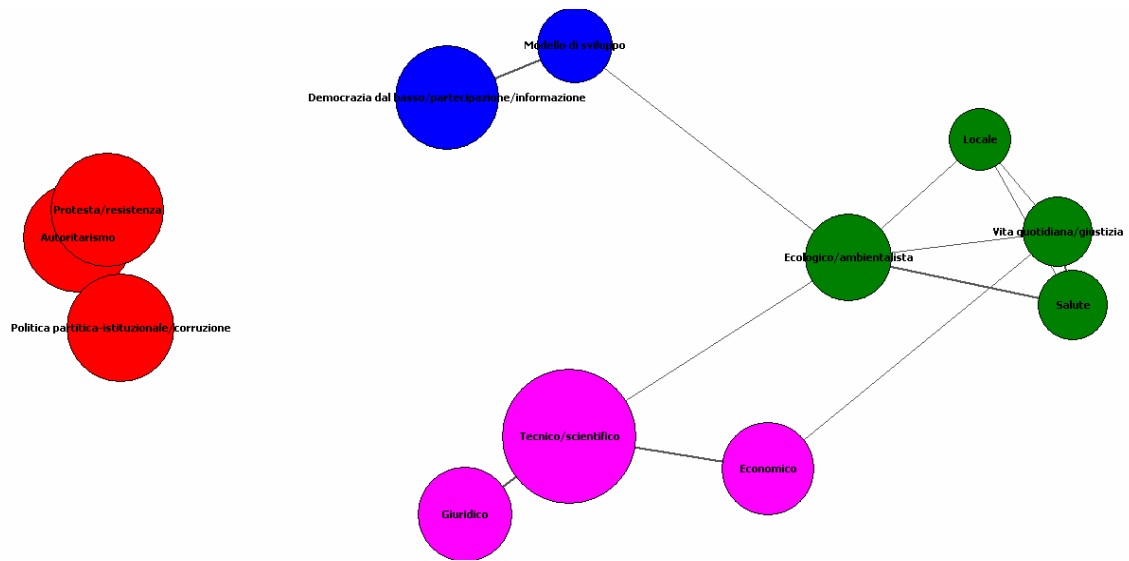 Modello di sviluppo
Democrazia dal basso/partecipazione/informazione
Locale
Protesta/resistenza
Autoritarismo
Vita quotidiana/giustizia
Ecologico/ambientalista
Salute
Politica partitica-istituzionale/corruzione
Tecnico/scientifico
Economico
Giuridico